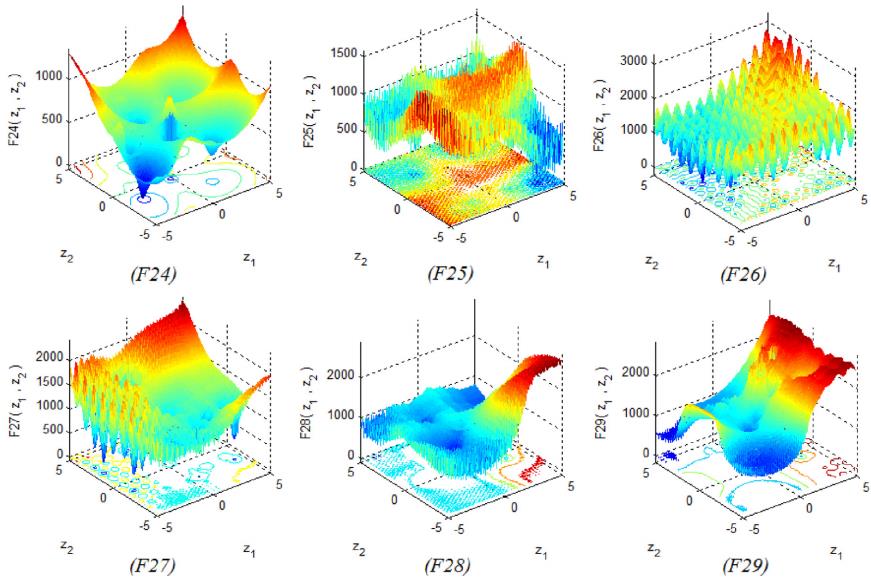 1000
500
0
F24( z₁ , z₂ )
5
0
-5
-5
0
5
z₂
z₁
(F24)
1500
1000
500
0
F25( z₁ , z₂ )
5
0
-5
-5
0
5
z₂
z₁
(F25)
3000
2000
1000
0
F26( z₁ , z₂ )
5
0
-5
-5
0
5
z₂
z₁
(F26)
2000
1500
1000
500
0
F27( z₁ , z₂ )
5
0
-5
-5
0
5
z₂
z₁
(F27)
2000
1000
0
F28( z₁ , z₂ )
5
0
-5
-5
0
5
z₂
z₁
(F28)
2000
1000
0
F29( z₁ , z₂ )
5
0
-5
-5
0
5
z₂
z₁
(F29)